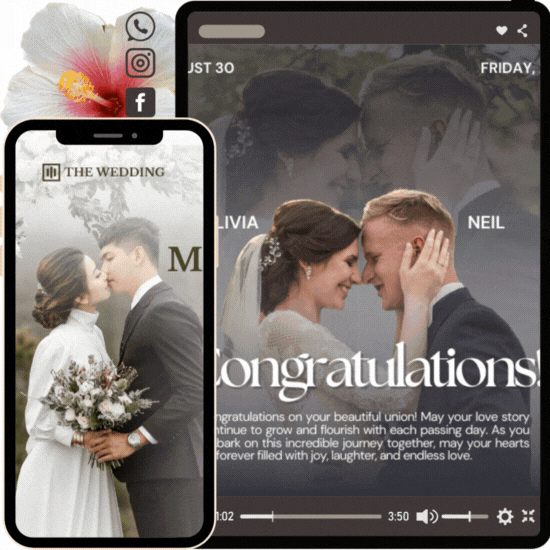 THE WEDDING
M
UST 30
FRIDAY,
LIVIA
NEIL
Congratulations!
ngratulations on your beautiful union! May your love story
ntinue to grow and flourish with each passing day. As you
bark on this incredible journey together, may your hearts
forever filled with joy, laughter, and endless love.
1:02
3:50